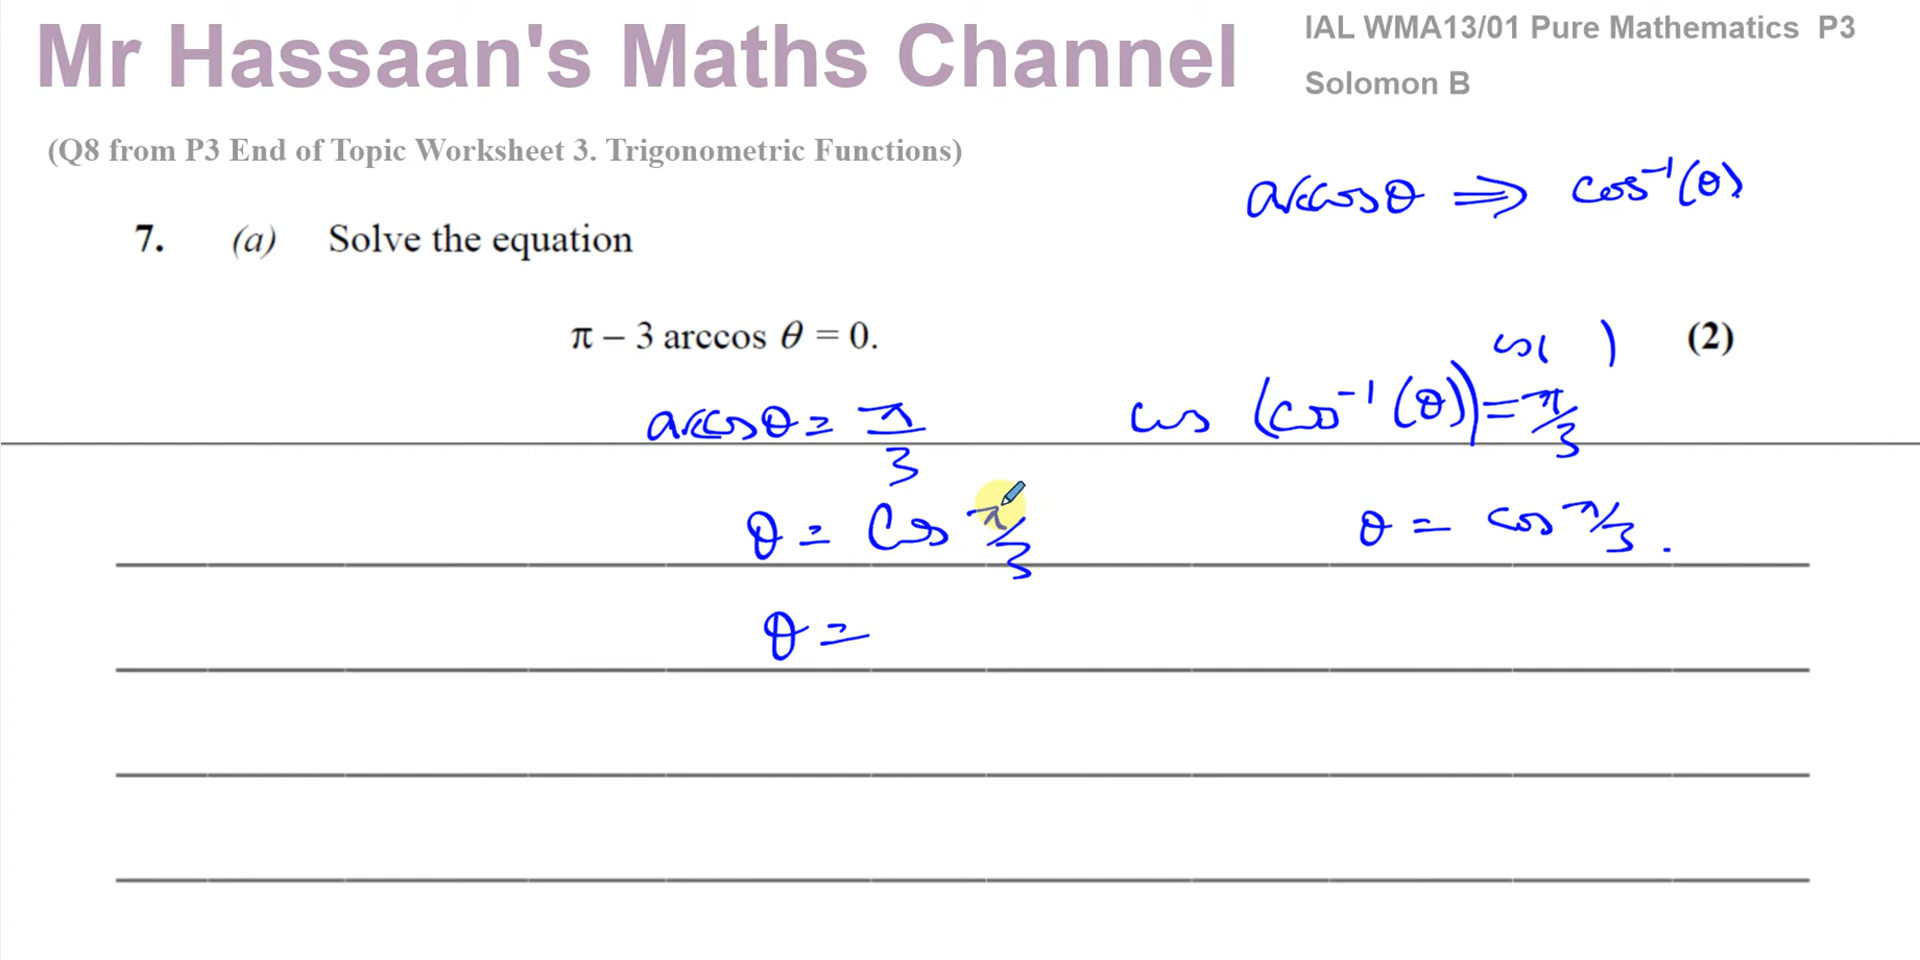 Mr Hassaan's Maths Channel
IAL WMA13/01 Pure Mathematics P3
Solomon B
(Q8 from P3 End of Topic Worksheet 3. Trigonometric Functions)
arccosθ ⇒ cos⁻¹(θ)
7. (a) Solve the equation
π – 3 arccos θ = 0.
(2)
cos( )
arccosθ = π/3
cos (cos⁻¹(θ)) = π/3
θ = Cos π/3
θ = cos π/3 .
θ =